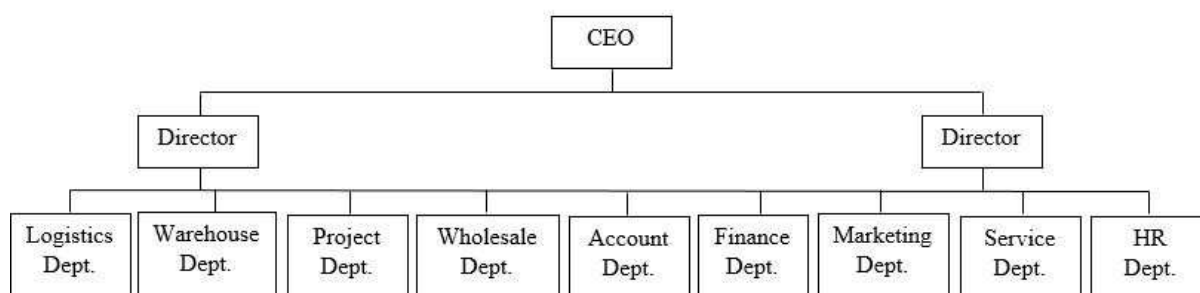 CEO
Director
Director
Logistics
Dept.
Warehouse
Dept.
Project
Dept.
Wholesale
Dept.
Account
Dept.
Finance
Dept.
Marketing
Dept.
Service
Dept.
HR
Dept.